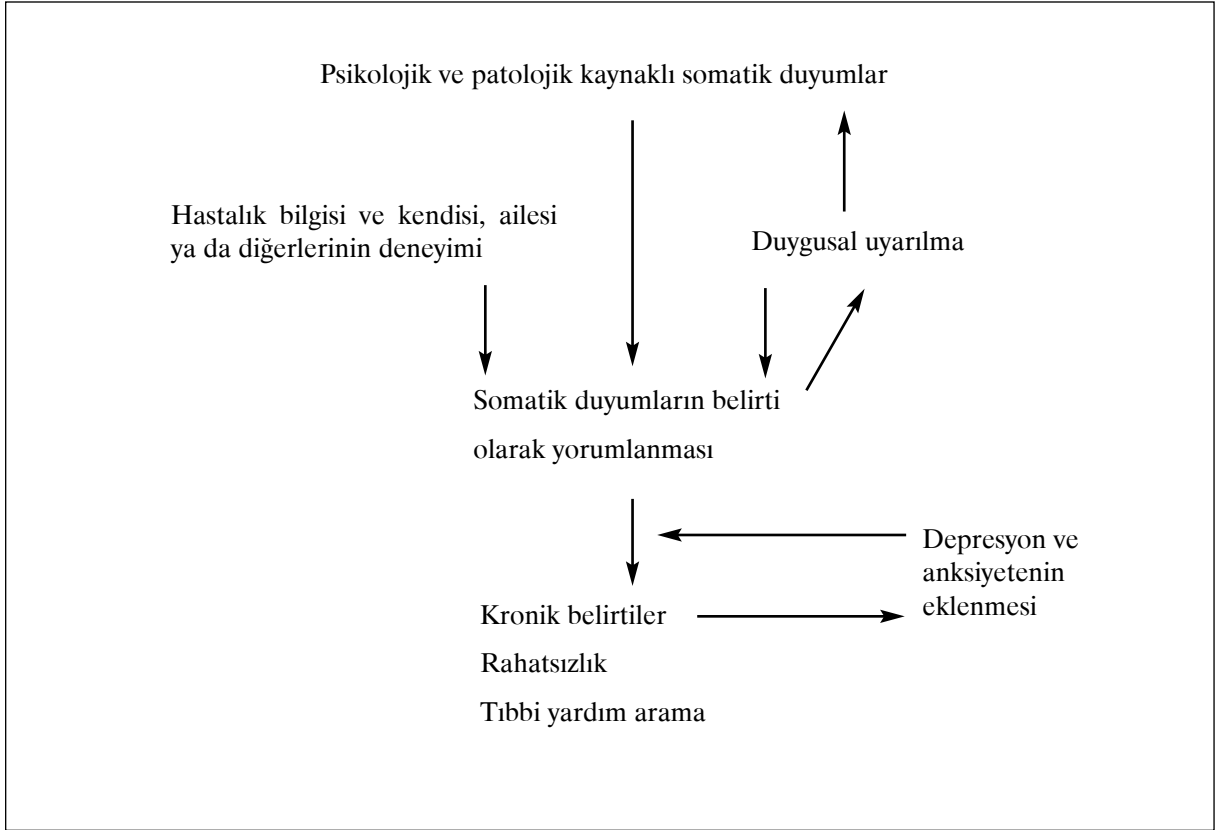 Psikolojik ve patolojik kaynaklı somatik duyumlar
Hastalık bilgisi ve kendisi, ailesi
ya da diğerlerinin deneyimi
Duygusal uyarılma
Somatik duyumların belirti
olarak yorumlanması
Depresyon ve
anksiyetenin
eklenmesi
Kronik belirtiler
Rahatsızlık
Tıbbi yardım arama